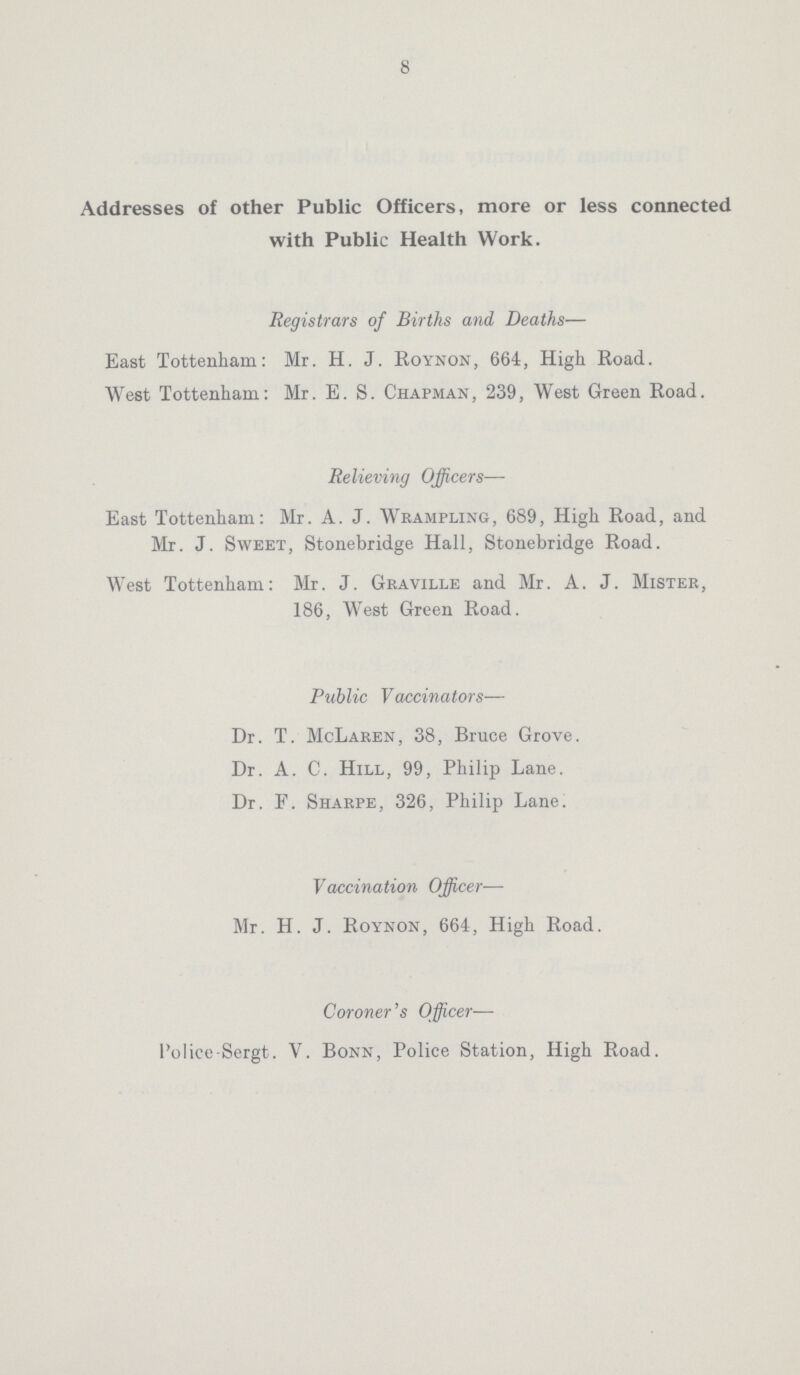 8
Addresses of other Public Officers, more or less connected
with Public Health Work.
Registrars of Births and Deaths—
East Tottenham: Mr. H. J. Roynon, 664, High Road.
West Tottenham: Mr. E. S. Chapman, 239, West Green Road.
Relieving Officers—
East Tottenham: Mr. A. J. Wrampling, 689, High Road, and
Mr. J. Sweet, Stonebridge Hall, Stonebridge Road.
West Tottenham: Mr. J. Graville and Mr. A. J. Mister,
186, West Green Road.
Public Vaccinators—
Dr. T. McLaren, 38, Bruce Grove.
Dr. A. C. Hill, 99, Philip Lane.
Dr. F. Sharpe, 326, Philip Lane.
Vaccination Officer—
Mr. H. J. Roynon, 664, High Road.
Coroner's Officer—
Police-Sergt. V. Bonn, Police Station, High Road.